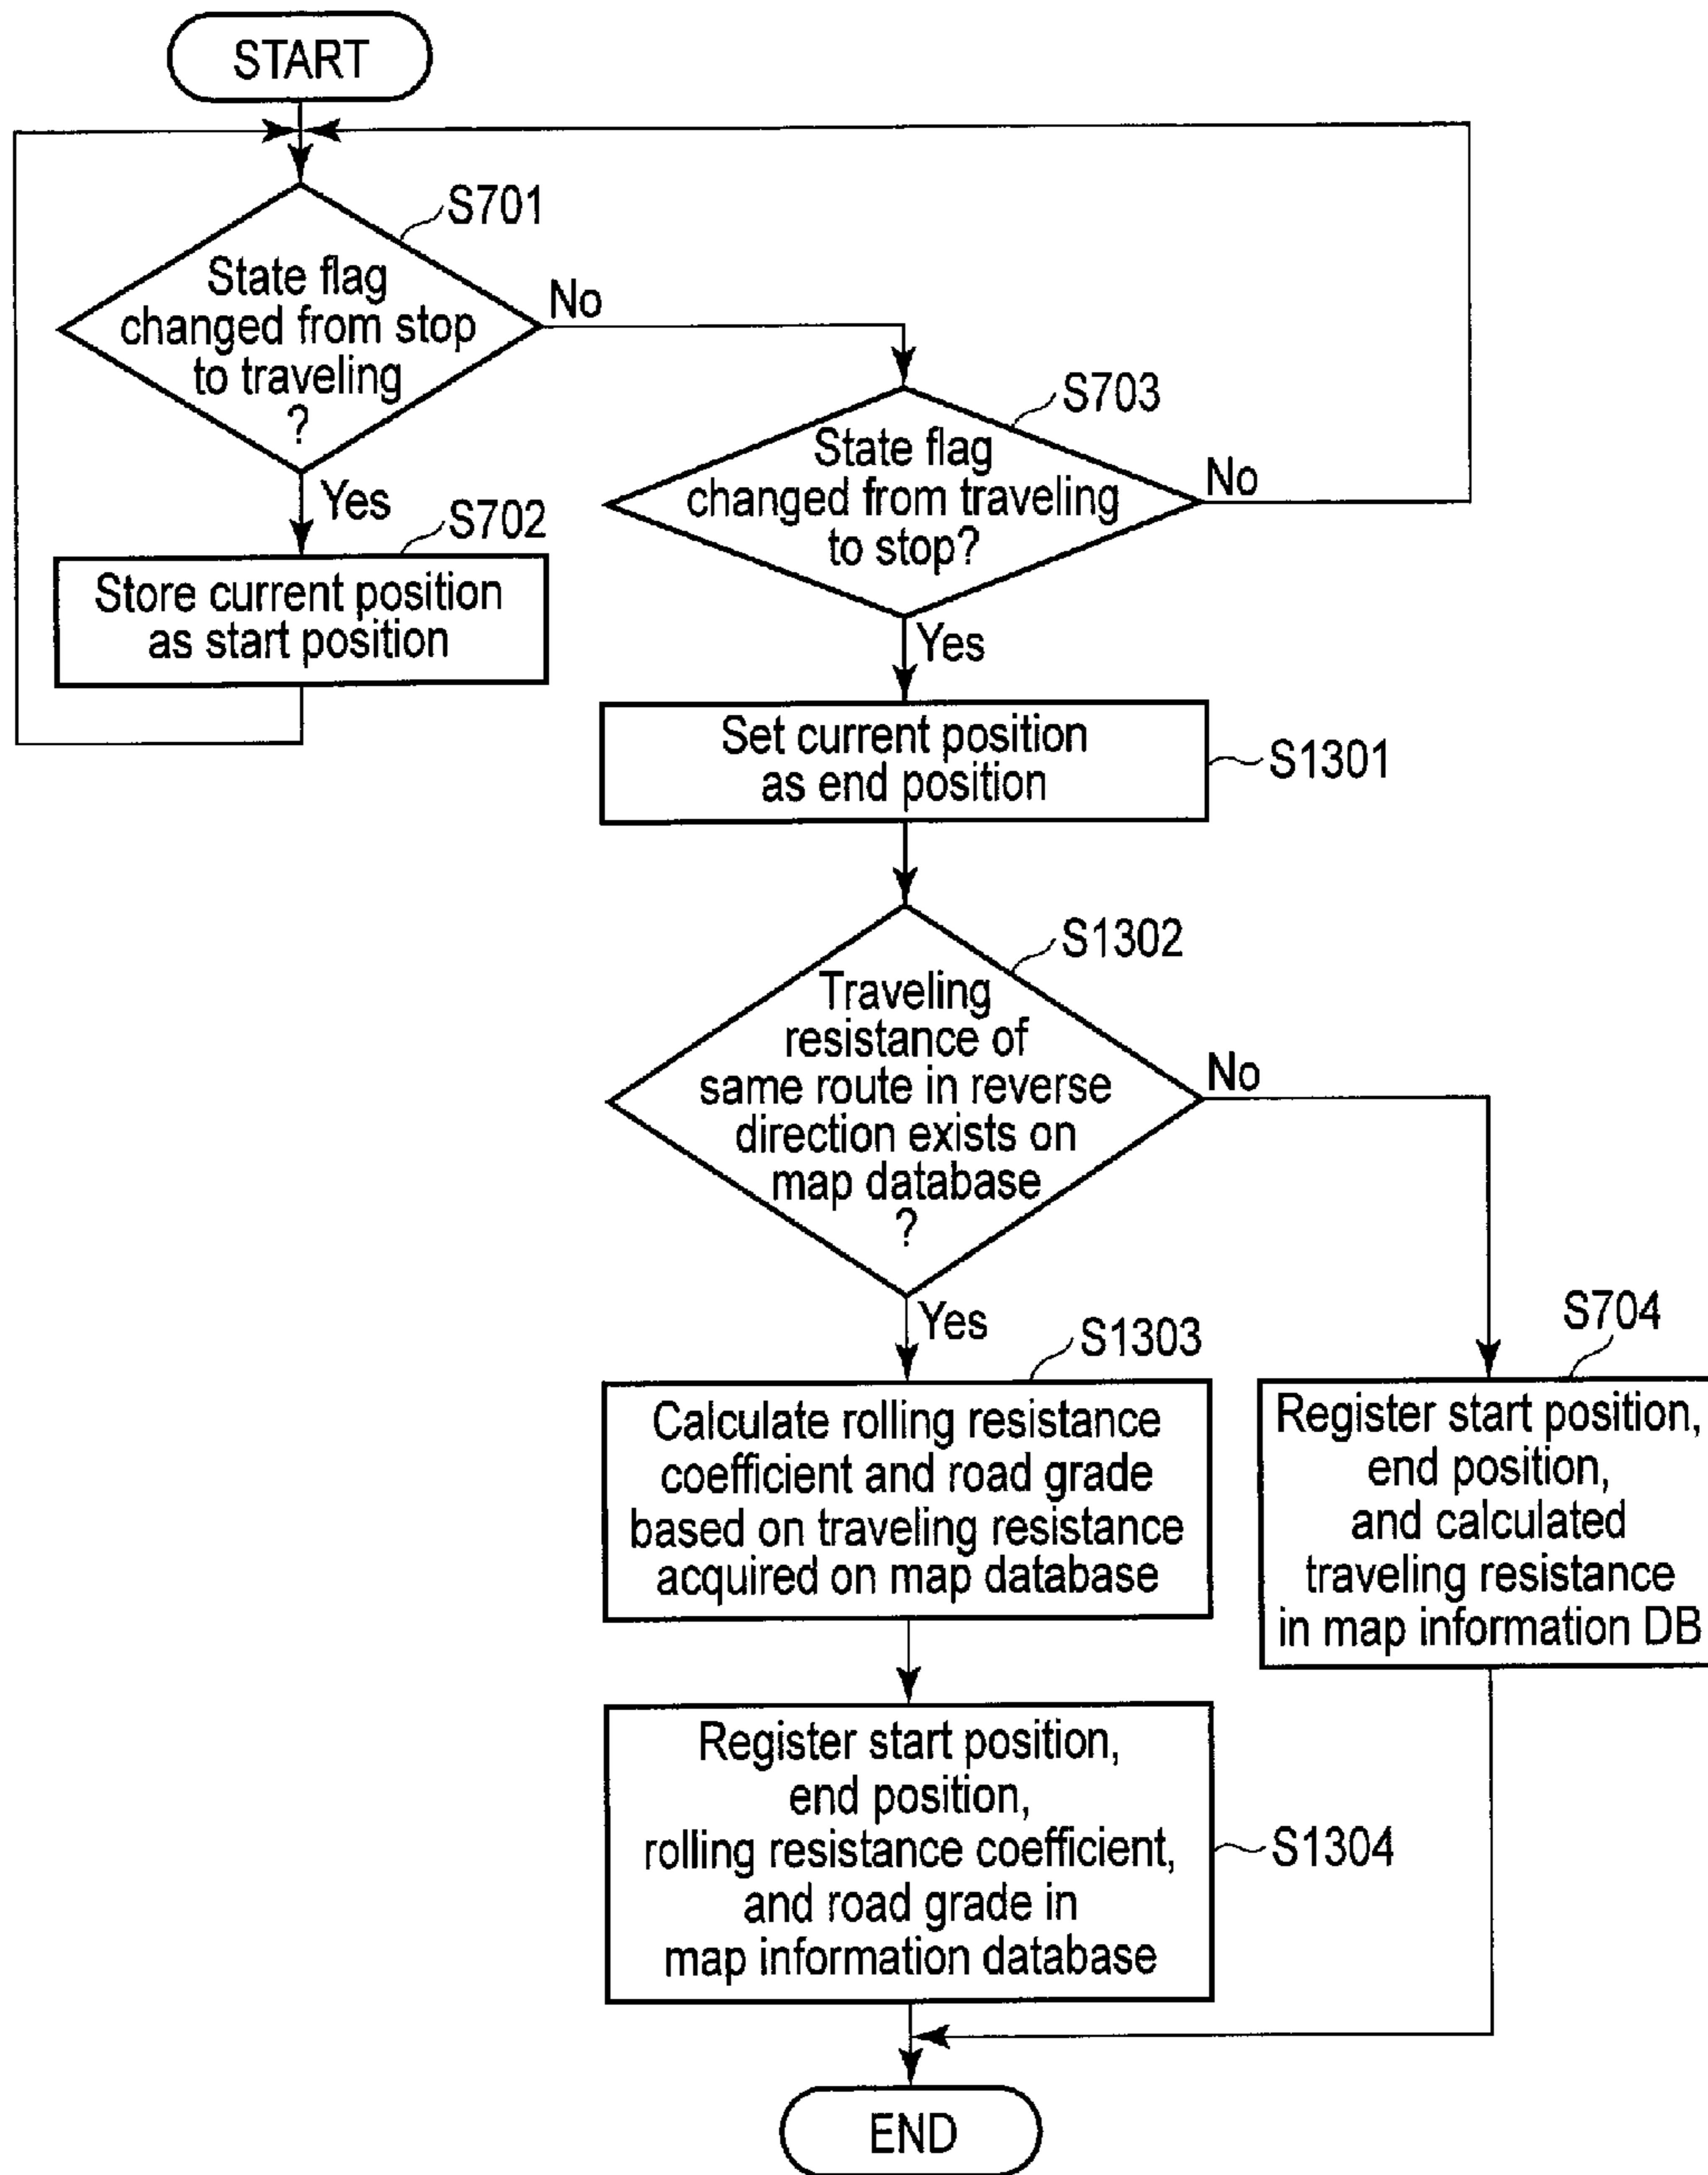 START
S701
State flag
changed from stop
to traveling
?
No
Yes
S702
Store current position
as start position
S703
State flag
changed from traveling
to stop?
No
Yes
Set current position
as end position
S1301
S1302
Traveling
resistance of
same route in reverse
direction exists on
map database
?
No
Yes
S1303
Calculate rolling resistance
coefficient and road grade
based on traveling resistance
acquired on map database
S704
Register start position,
end position,
and calculated
traveling resistance
in map information DB
Register start position,
end position,
rolling resistance coefficient,
and road grade in
map information database
S1304
END